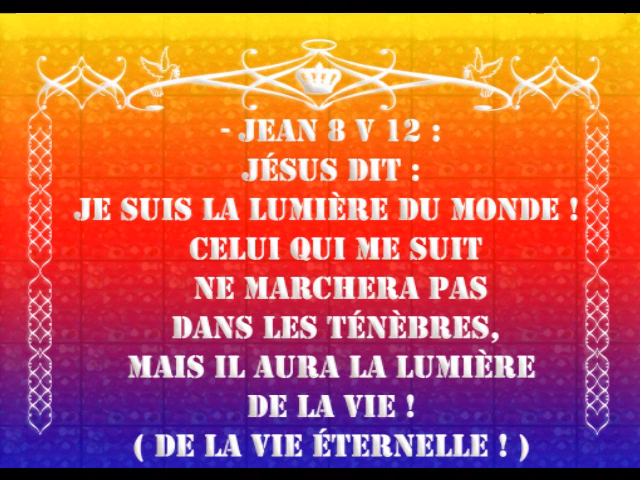 - JEAN 8 V 12 :
JÉSUS DIT :
JE SUIS LA LUMIÈRE DU MONDE !
CELUI QUI ME SUIT
NE MARCHERA PAS
DANS LES TÉNÈBRES,
MAIS IL AURA LA LUMIÈRE
DE LA VIE !
( DE LA VIE ÉTERNELLE ! )